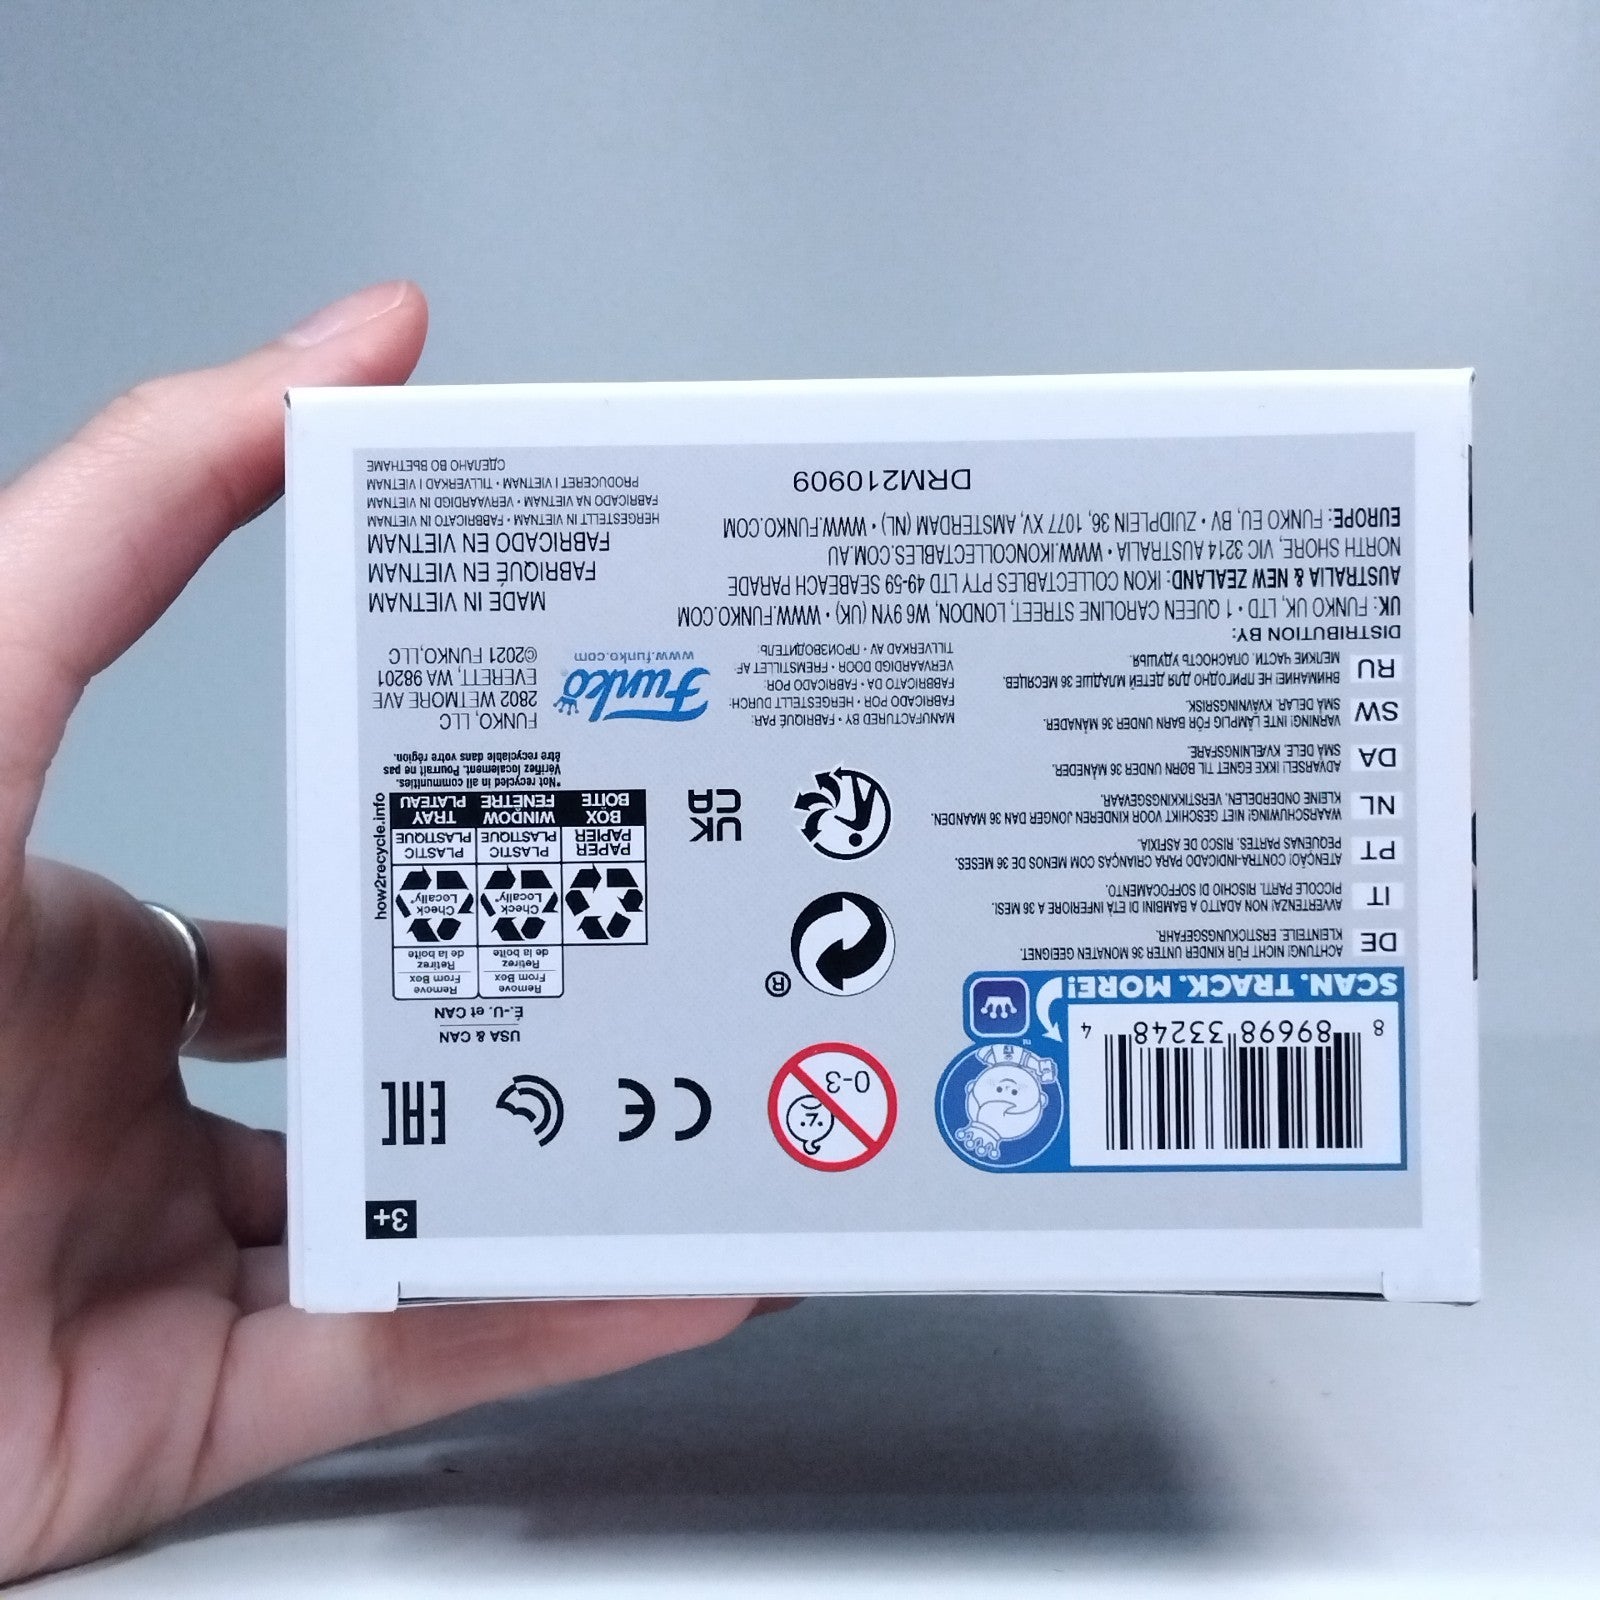 3+
8 89698 33248 4
SCAN. TRACK. MORE!
TM
0-3
CE
EAC
USA & CAN
É.-U. et CAN
Remove
From Box
Retirez
de la boîte
Remove
From Box
Retirez
de la boîte
Check
Locally*
Check
Locally*
PAPER
PAPIER
PLASTIC
PLASTIQUE
PLASTIC
PLASTIQUE
BOX
BOÎTE
WINDOW
FENÊTRE
TRAY
PLATEAU
*Not recycled in all communities.
Vérifiez localement. Pourrait ne pas
être recyclable dans votre région.
how2recycle.info
®
UK
CA
DE
ACHTUNG! NICHT FÜR KINDER UNTER 36 MONATEN GEEIGNET.
KLEINTEILE. ERSTICKUNGSGEFAHR.
IT
AVVERTENZA! NON ADATTO A BAMBINI DI ETÀ INFERIORE A 36 MESI.
PICCOLE PARTI. RISCHIO DI SOFFOCAMENTO.
PT
ATENÇÃO! CONTRA-INDICADO PARA CRIANÇAS COM MENOS DE 36 MESES.
PEQUENAS PARTES. RISCO DE ASFIXIA.
NL
WAARSCHUWING! NIET GESCHIKT VOOR KINDEREN JONGER DAN 36 MAANDEN.
KLEINE ONDERDELEN. VERSTIKKINGSGEVAAR.
DA
ADVARSEL! IKKE EGNET TIL BØRN UNDER 36 MÅNEDER.
SMÅ DELE. KVÆLNINGSFARE.
SW
VARNING! INTE LÄMPLIG FÖR BARN UNDER 36 MÅNADER.
SMÅ DELAR. KVÄVNINGSRISK.
RU
ВНИМАНИЕ! НЕ ПРИГОДНО ДЛЯ ДЕТЕЙ МЛАДШЕ 36 МЕСЯЦЕВ.
МЕЛКИЕ ЧАСТИ. ОПАСНОСТЬ УДУШЬЯ.
MANUFACTURED BY • FABRIQUÉ PAR:
FABRICADO POR • HERGESTELLT DURCH:
FABBRICATO DA • FABRICADO POR:
VERVAARDIGD DOOR • FREMSTILLET AF:
TILLVERKAD AV • ПРОИЗВОДИТЕЛЬ:
Funko
www.funko.com
FUNKO, LLC
2802 WETMORE AVE
EVERETT, WA 98201
©2021 FUNKO,LLC
DISTRIBUTION BY:
UK: FUNKO UK, LTD • 1 QUEEN CAROLINE STREET, LONDON, W6 9YN (UK) • WWW.FUNKO.COM
AUSTRALIA & NEW ZEALAND: IKON COLLECTABLES PTY LTD 49-59 SEABEACH PARADE
NORTH SHORE, VIC 3214 AUSTRALIA • WWW.IKONCOLLECTABLES.COM.AU
EUROPE: FUNKO EU, BV • ZUIDPLEIN 36, 1077 XV, AMSTERDAM (NL) • WWW.FUNKO.COM
MADE IN VIETNAM
FABRIQUÉ EN VIETNAM
FABRICADO EN VIETNAM
HERGESTELLT IN VIETNAM • FABBRICATO IN VIETNAM
FABRICADO NA VIETNAM • VERVAARDIGD IN VIETNAM
PRODUCERET I VIETNAM • TILLVERKAD I VIETNAM
СДЕЛАНО ВО ВЬЕТНАМЕ
DRM210909